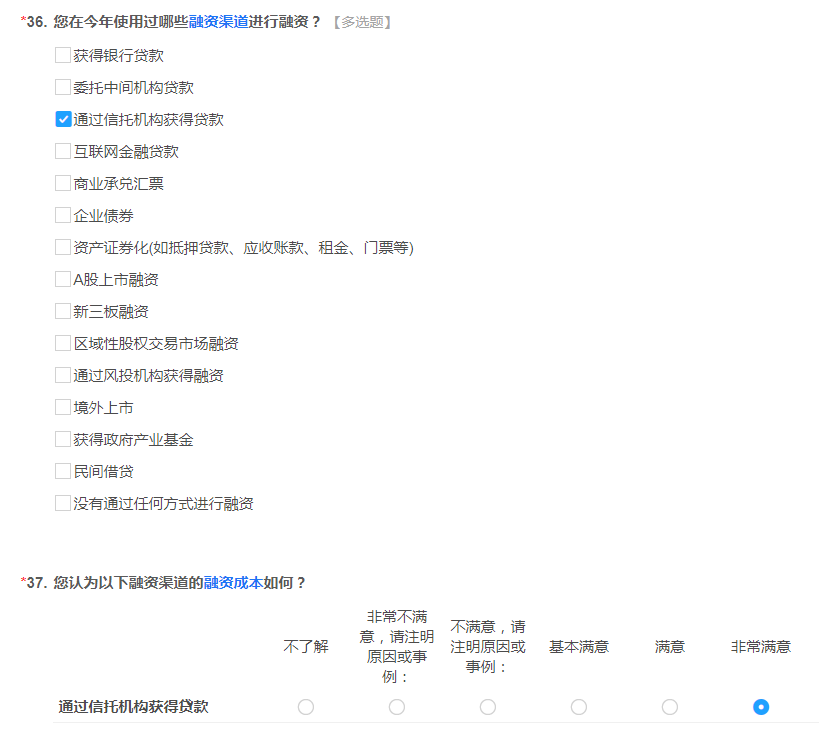 *36. 您在今年使用过哪些融资渠道进行融资？ 【多选题】
获得银行贷款
委托中间机构贷款
通过信托机构获得贷款
互联网金融贷款
商业承兑汇票
企业债券
资产证券化(如抵押贷款、应收账款、租金、门票等)
A股上市融资
新三板融资
区域性股权交易市场融资
通过风投机构获得融资
境外上市
获得政府产业基金
民间借贷
没有通过任何方式进行融资
*37. 您认为以下融资渠道的融资成本如何？
不了解
非常不满
意，请注明
原因或事
例：
不满意，请
注明原因或
事例：
基本满意
满意
非常满意
通过信托机构获得贷款